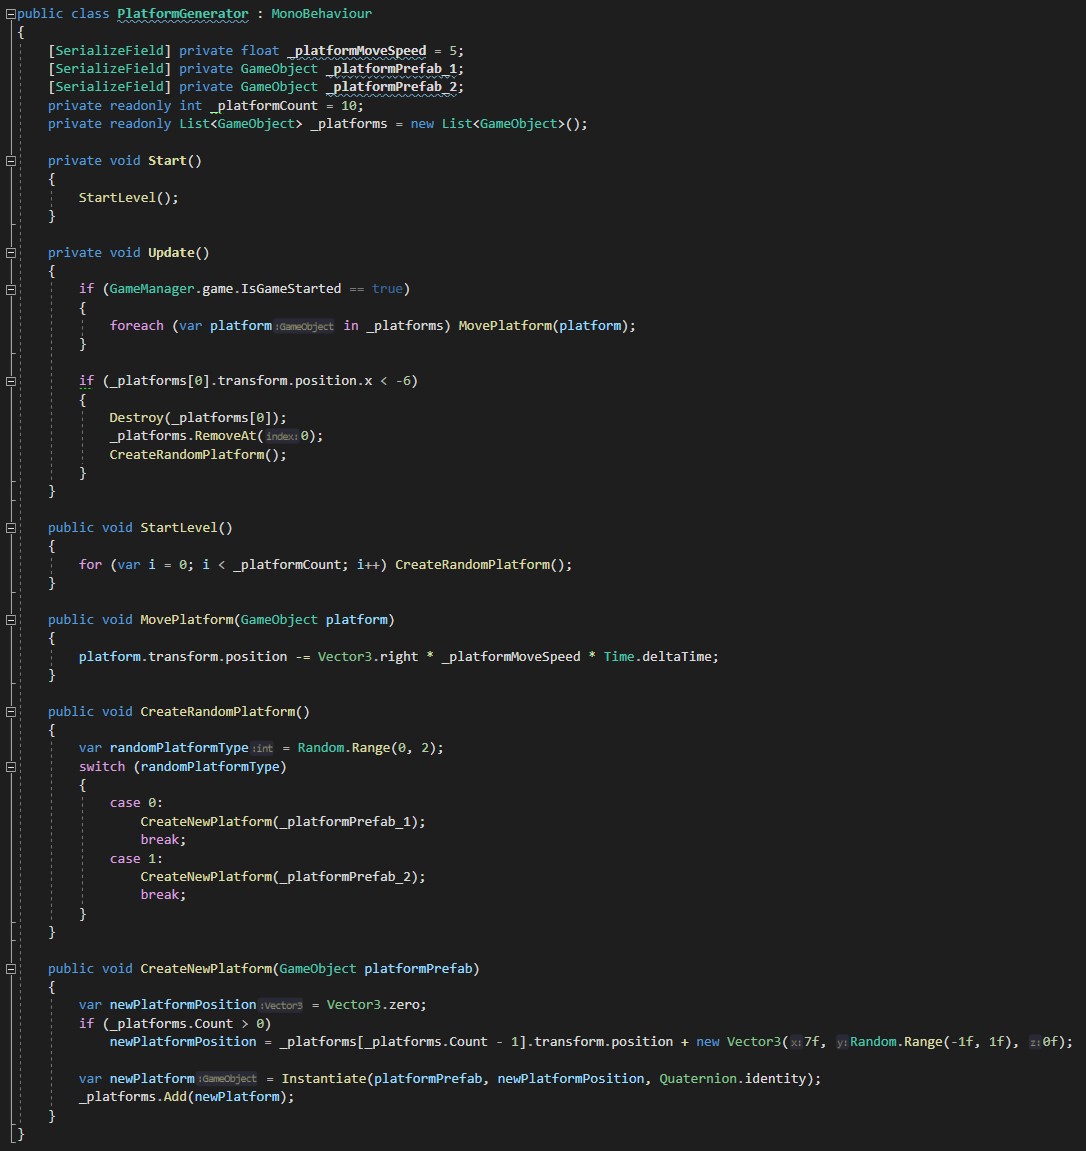 public class PlatformGenerator : MonoBehaviour
{
    [SerializeField] private float _platformMoveSpeed = 5;
    [SerializeField] private GameObject _platformPrefab_1;
    [SerializeField] private GameObject _platformPrefab_2;
    private readonly int _platformCount = 10;
    private readonly List<GameObject> _platforms = new List<GameObject>();

    private void Start()
    {
        StartLevel();
    }

    private void Update()
    {
        if (GameManager.game.IsGameStarted == true)
        {
            foreach (var platform :GameObject in _platforms) MovePlatform(platform);
        }

        if (_platforms[0].transform.position.x < -6)
        {
            Destroy(_platforms[0]);
            _platforms.RemoveAt( index: 0);
            CreateRandomPlatform();
        }
    }

    public void StartLevel()
    {
        for (var i = 0; i < _platformCount; i++) CreateRandomPlatform();
    }

    public void MovePlatform(GameObject platform)
    {
        platform.transform.position -= Vector3.right * _platformMoveSpeed * Time.deltaTime;
    }

    public void CreateRandomPlatform()
    {
        var randomPlatformType :int = Random.Range(0, 2);
        switch (randomPlatformType)
        {
            case 0:
                CreateNewPlatform(_platformPrefab_1);
                break;
            case 1:
                CreateNewPlatform(_platformPrefab_2);
                break;
        }
    }

    public void CreateNewPlatform(GameObject platformPrefab)
    {
        var newPlatformPosition :Vector3 = Vector3.zero;
        if (_platforms.Count > 0)
            newPlatformPosition = _platforms[_platforms.Count - 1].transform.position + new Vector3( x: 7f, y: Random.Range(-1f, 1f), z: 0f);

        var newPlatform :GameObject = Instantiate(platformPrefab, newPlatformPosition, Quaternion.identity);
        _platforms.Add(newPlatform);
    }
}